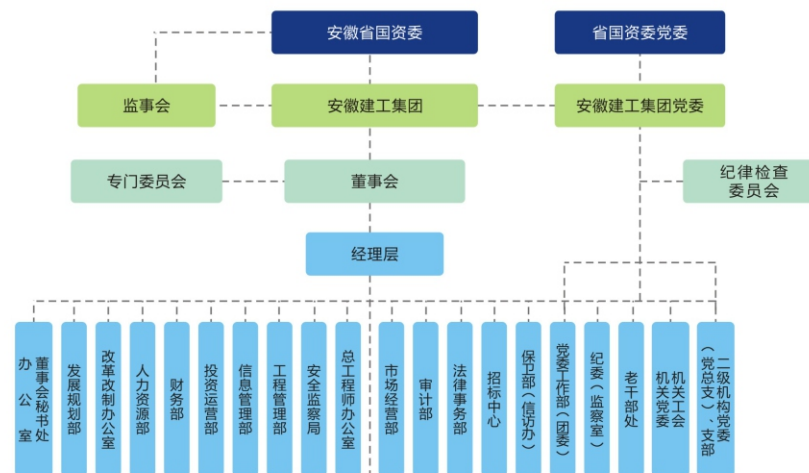 安徽省国资委
省国资委党委
监事会
安徽建工集团
安徽建工集团党委
专门委员会
董事会
纪律检查
委员会
经理层
董事会秘书处
办公室
发展规划部
改革改制办公室
人力资源部
财务部
投资运营部
信息管理部
工程管理部
安全监察局
总工程师办公室
市场经营部
审计部
法律事务部
招标中心
保卫部（信访办）
党委工作部（团委）
纪委（监察室）
老干部处
机关工会
机关党委
二级机构党委
（党总支）、支部